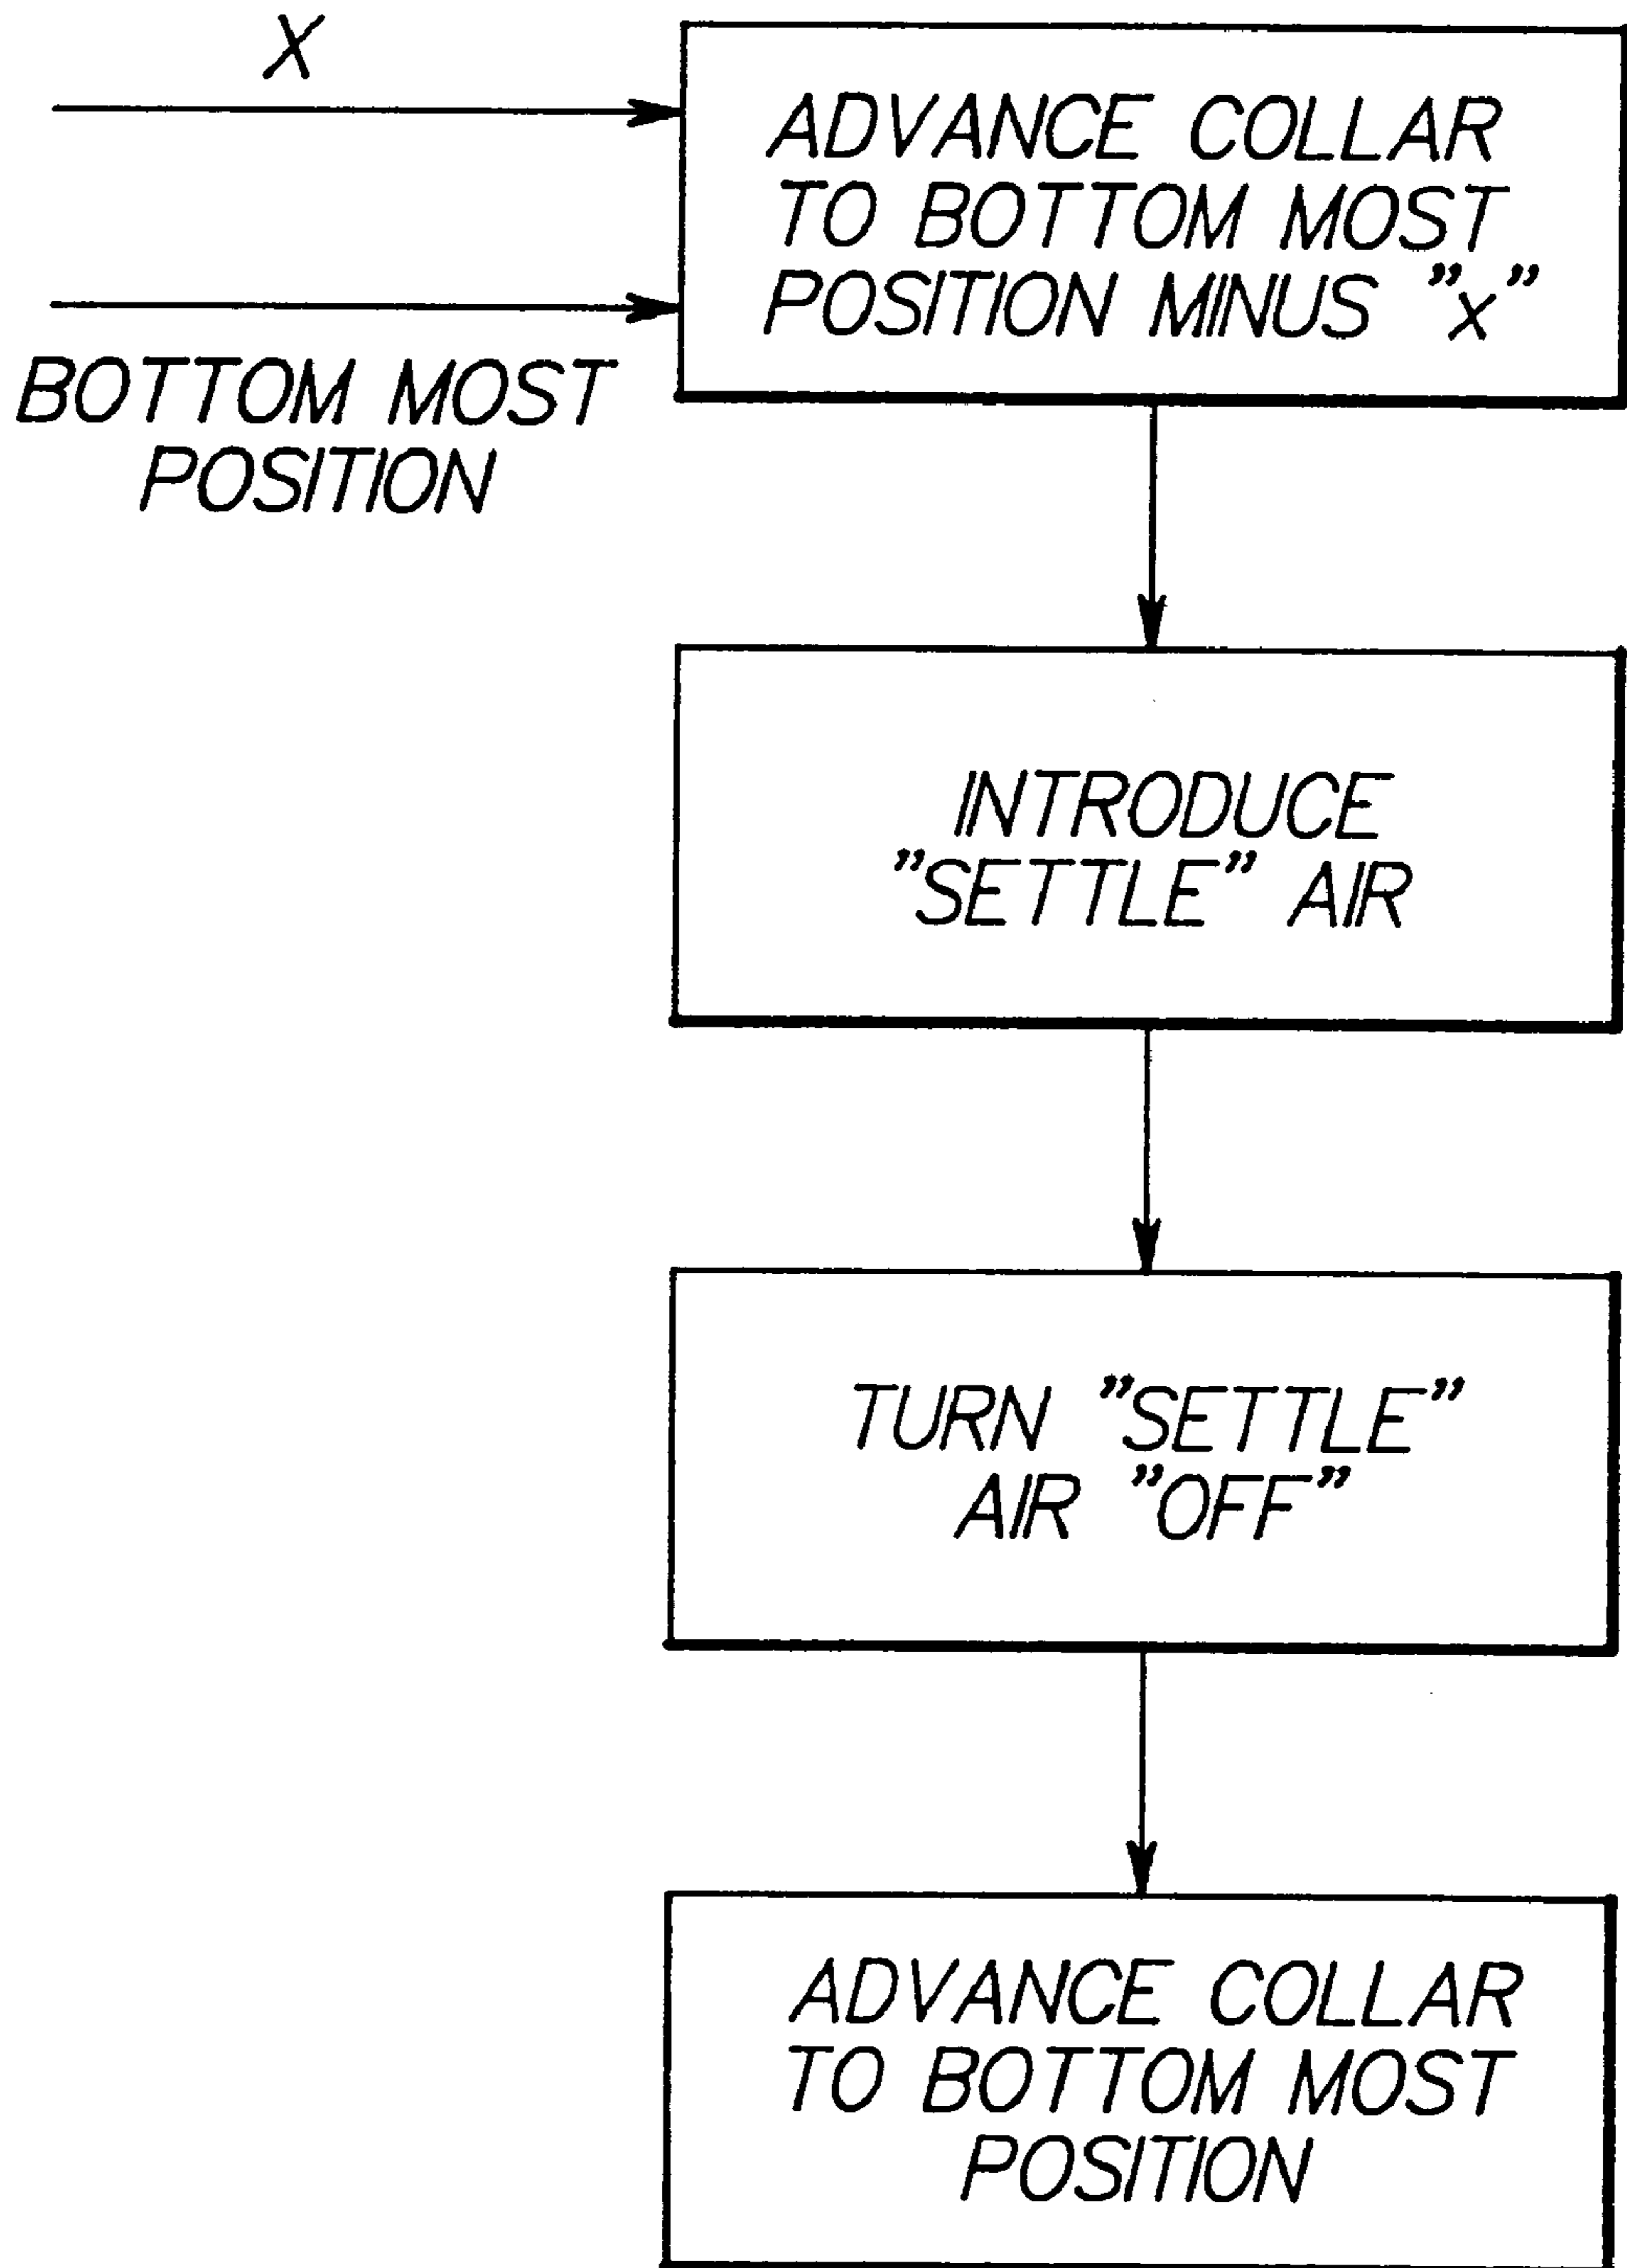 X
ADVANCE COLLAR
TO BOTTOM MOST
POSITION MINUS "x"
BOTTOM MOST
POSITION
INTRODUCE
"SETTLE" AIR
TURN "SETTLE"
AIR "OFF"
ADVANCE COLLAR
TO BOTTOM MOST
POSITION